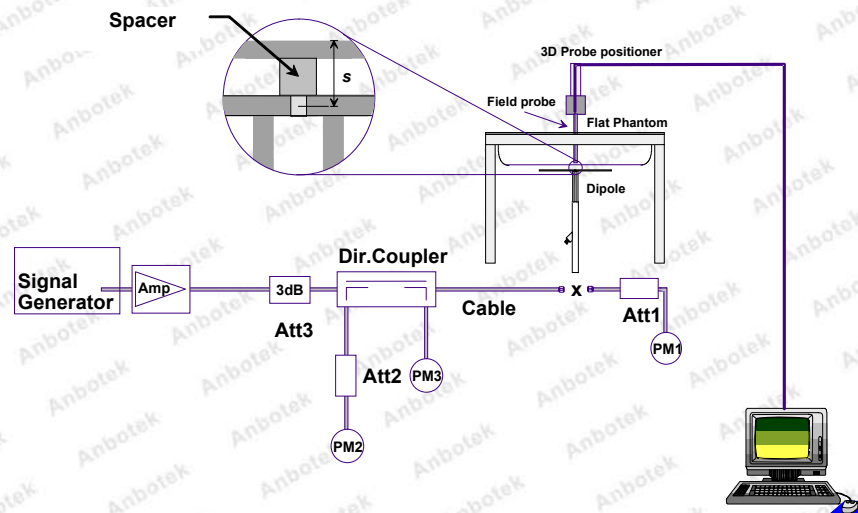 Spacer
s
3D Probe positioner
Field probe
Flat Phantom
Dipole
Dir.Coupler
Signal
Generator
Amp
3dB
Cable
x
Att3
Att1
PM1
Att2
PM3
PM2
Anbotek